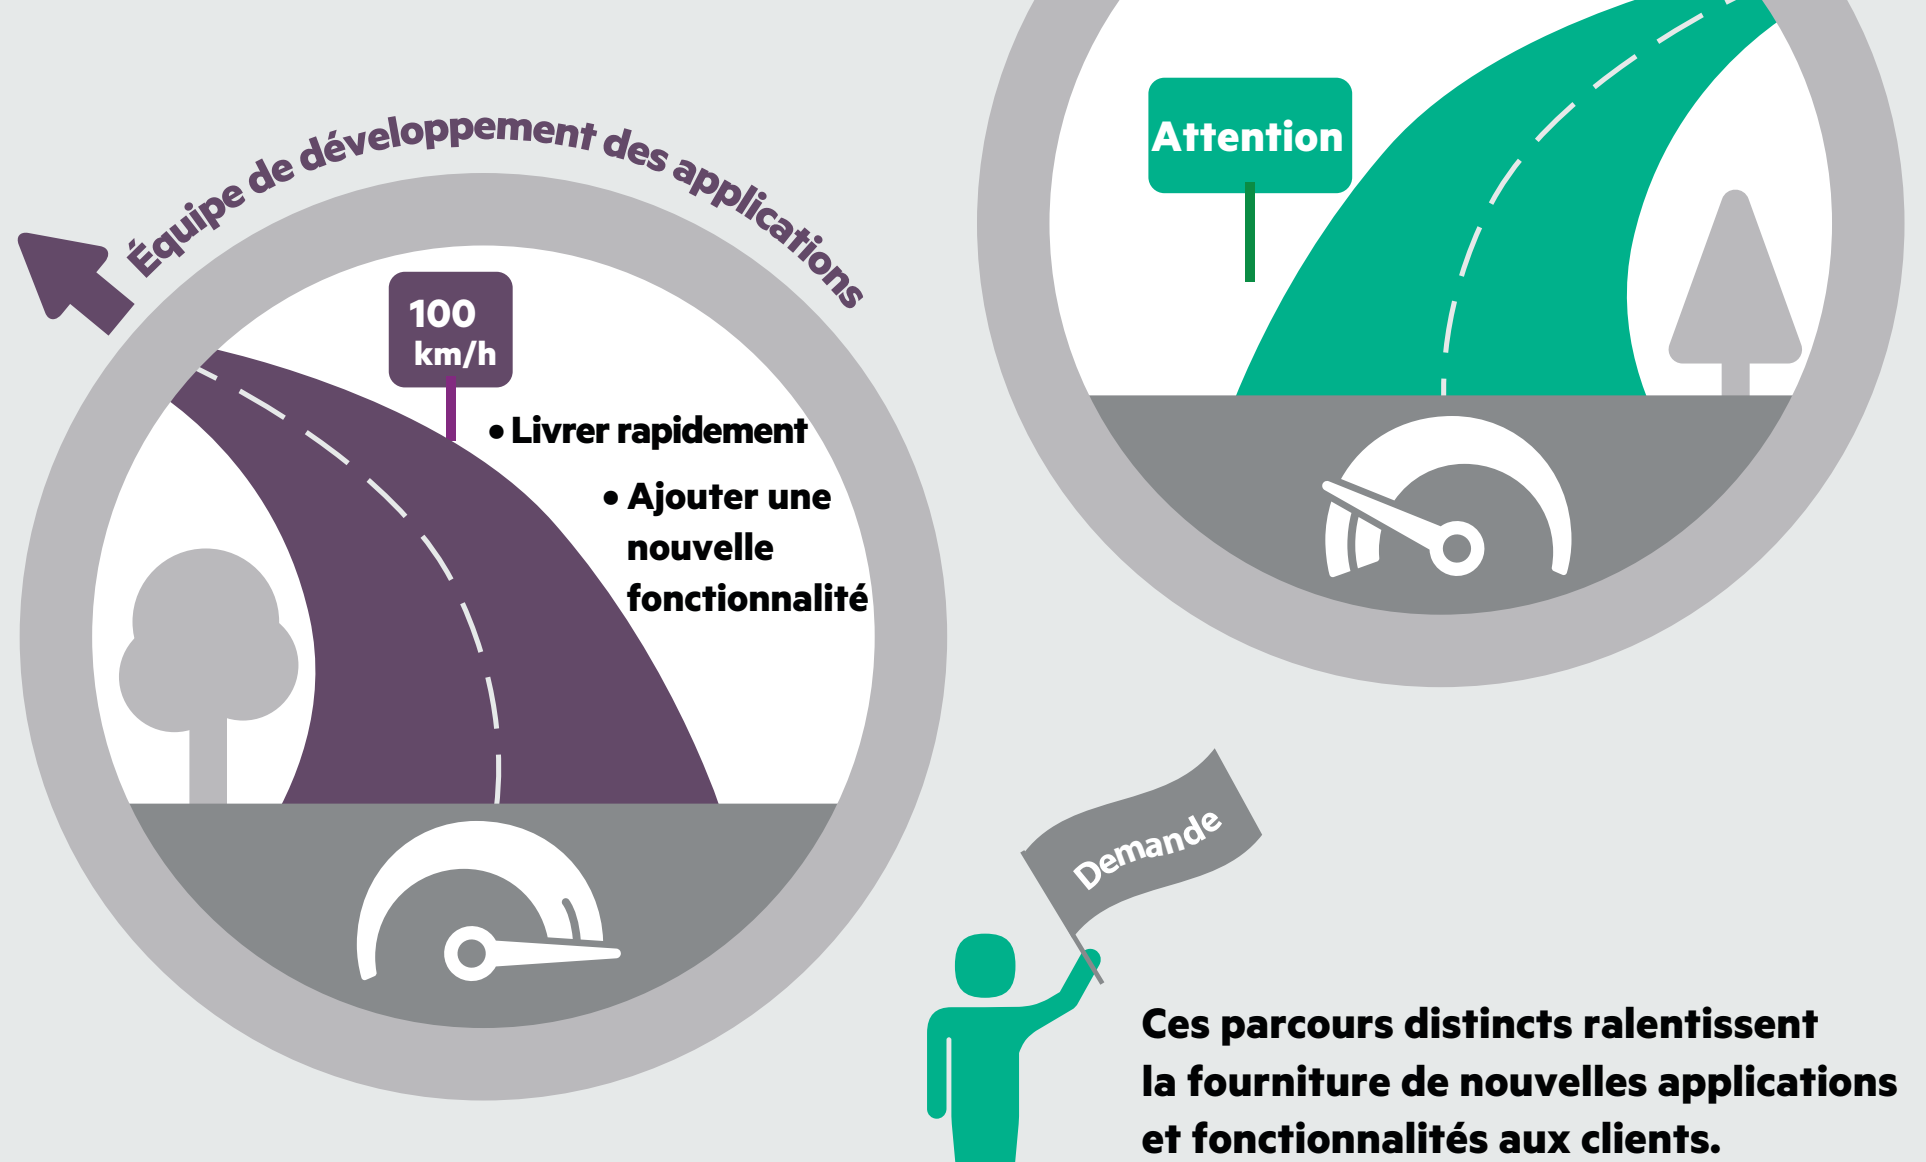 Équipe de développement des applications
100
km/h
• Livrer rapidement
• Ajouter une
nouvelle
fonctionnalité
Attention
Demande
Ces parcours distincts ralentissent
la fourniture de nouvelles applications
et fonctionnalités aux clients.